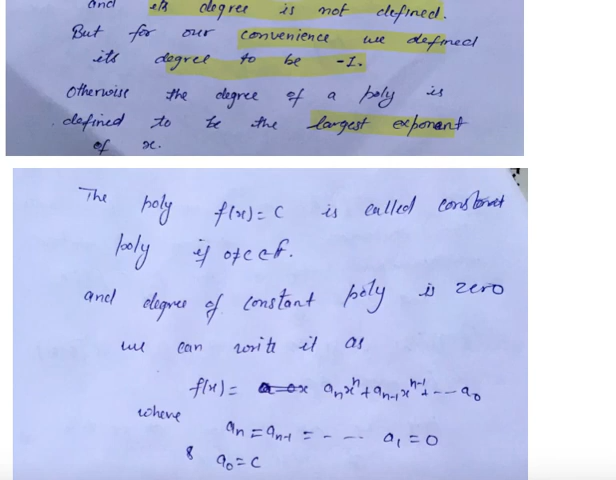 and its degree is not defined.
But for our convenience we defined
its degree to be -1.
Otherwise the degree of a poly is
defined to be the largest exponent
of x.
The poly f(x) = c is called constant
poly if 0≠c∈F.
and degree of constant poly is zero
we can write it as
f(x) = aₙxⁿ+aₙ₋₁xⁿ⁻¹+---a₀
where
aₙ = aₙ₋₁ = - --- a₁ = 0
& a₀ = c